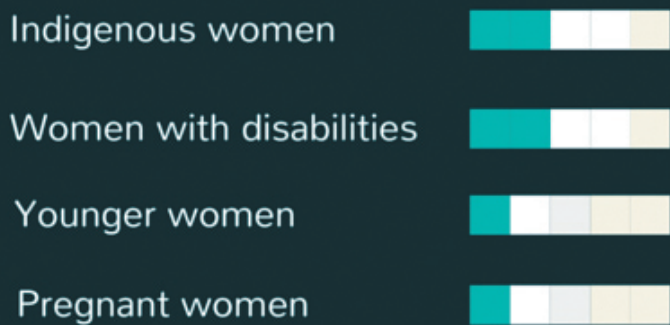 Indigenous women
Women with disabilities
Younger women
Pregnant women